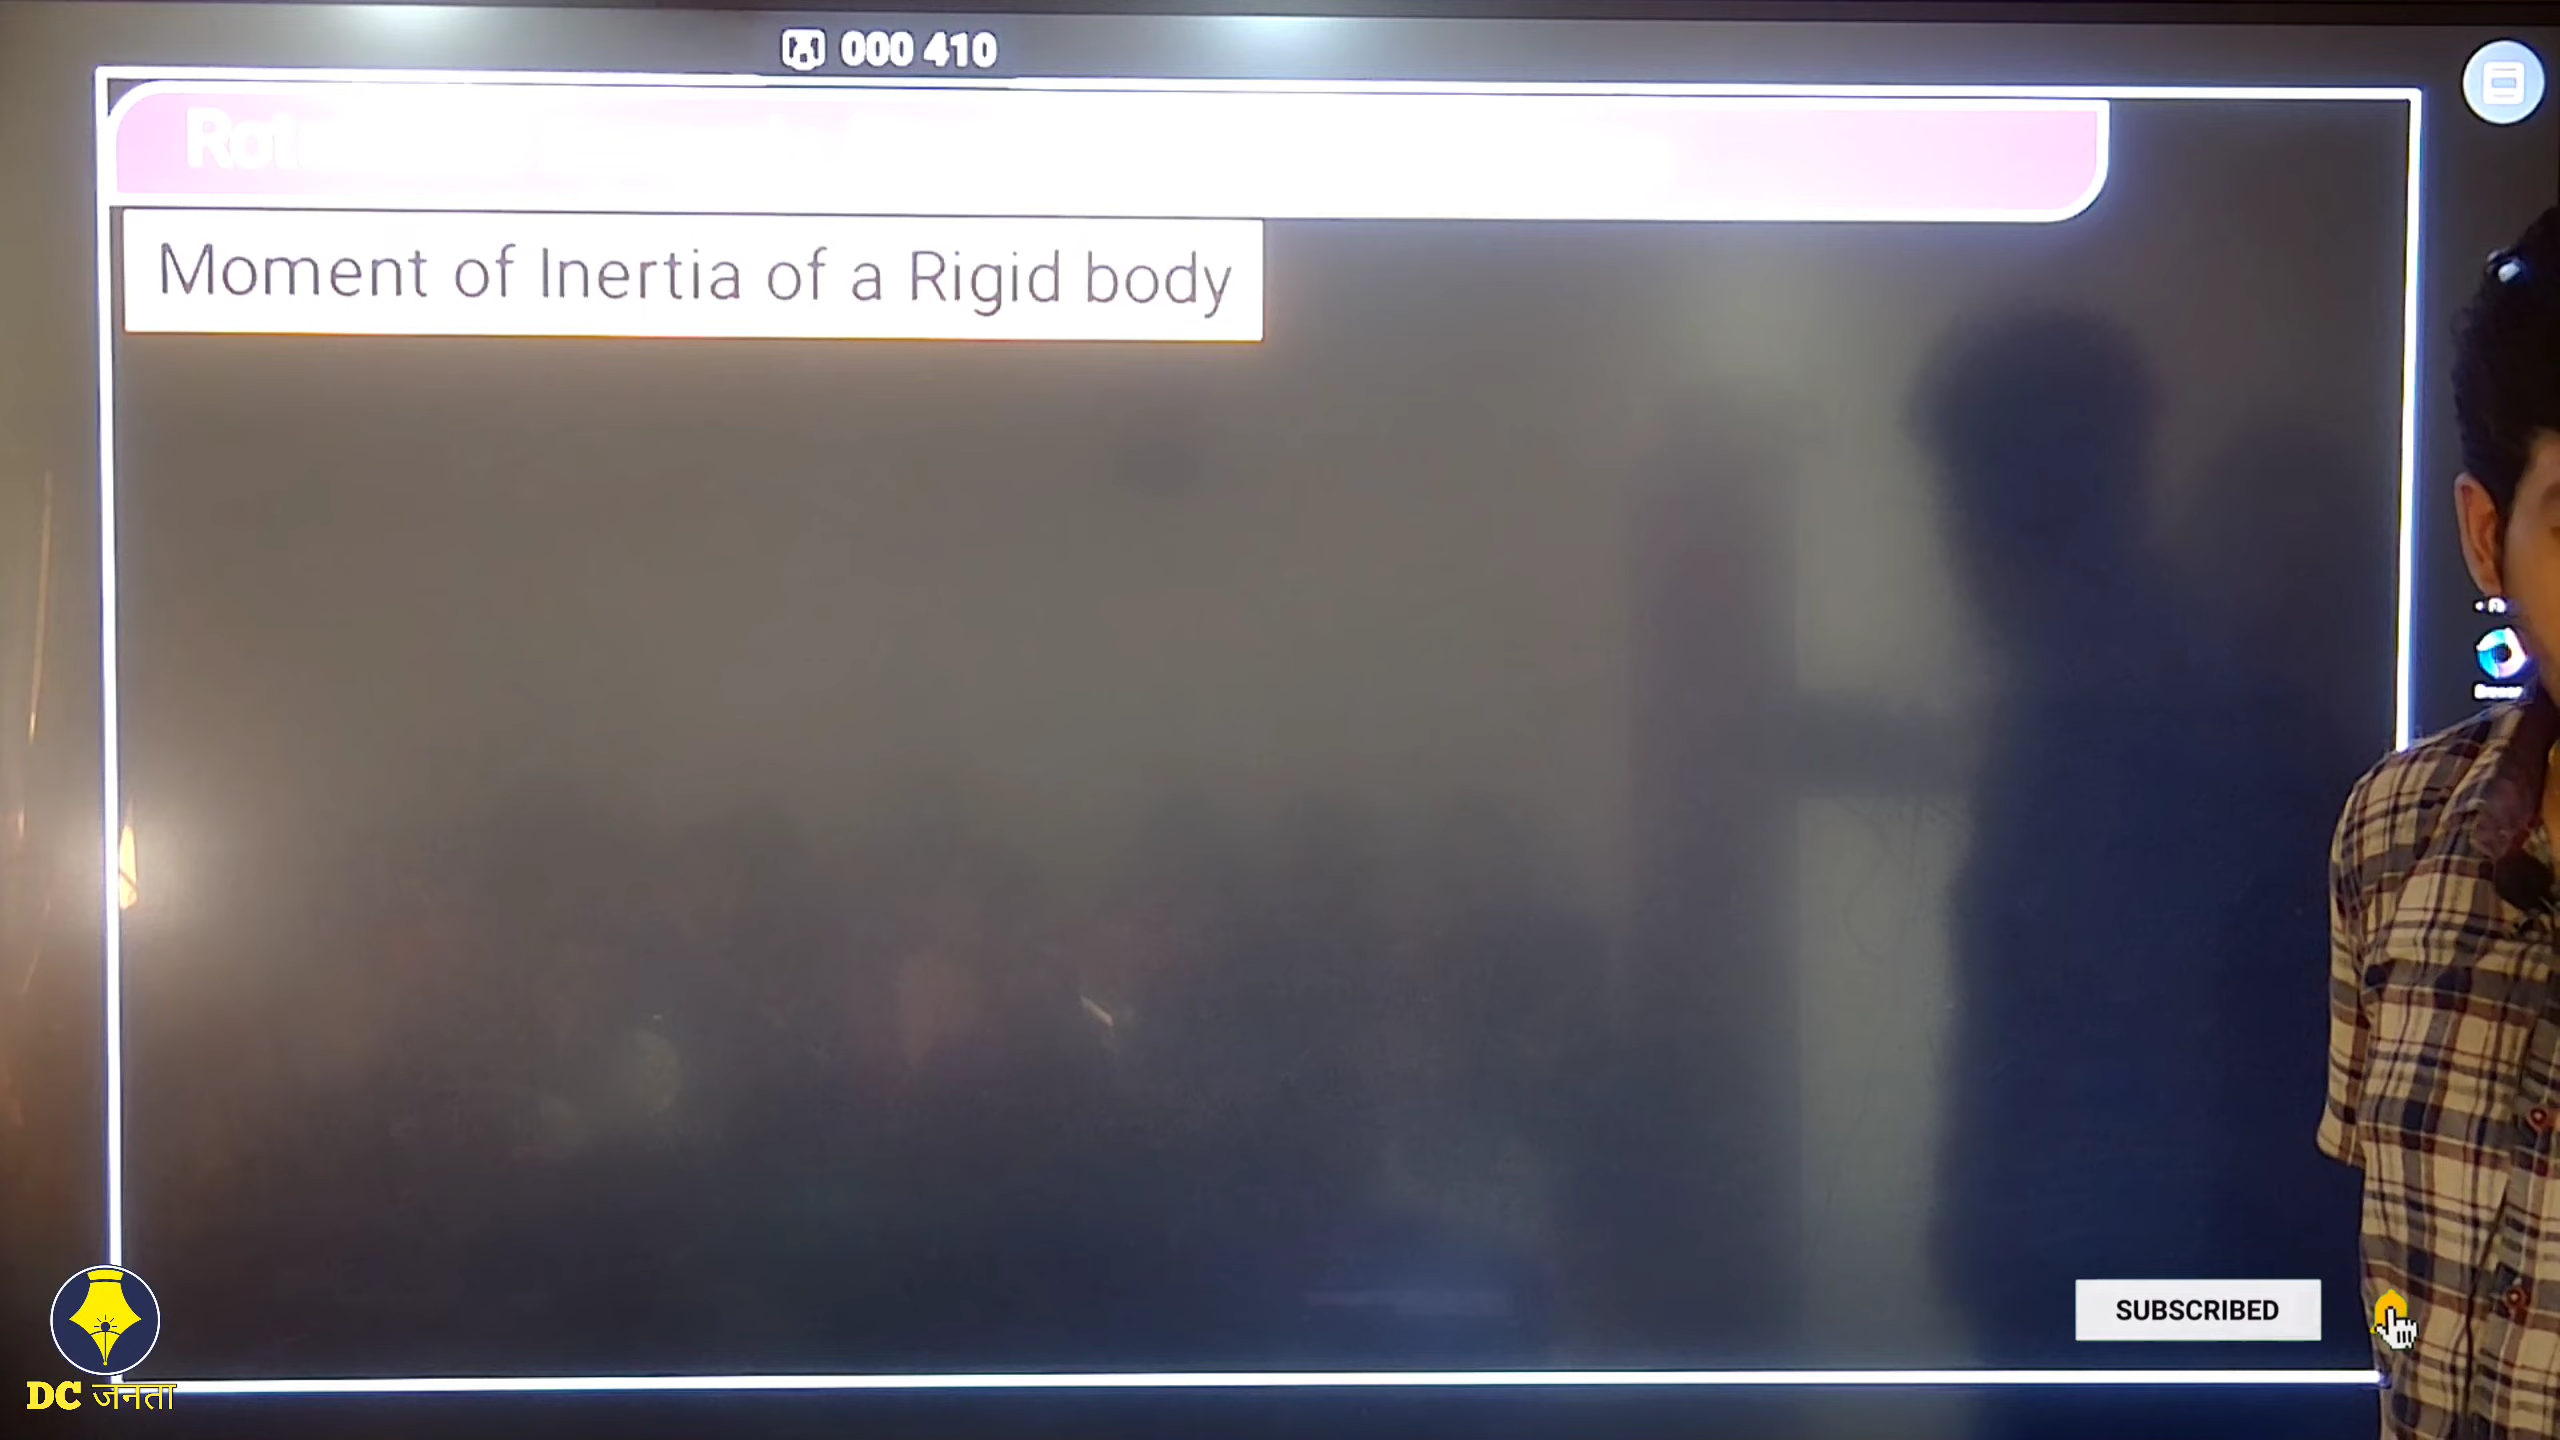 000 410
Moment of Inertia of a Rigid body
SUBSCRIBED
DC जनता